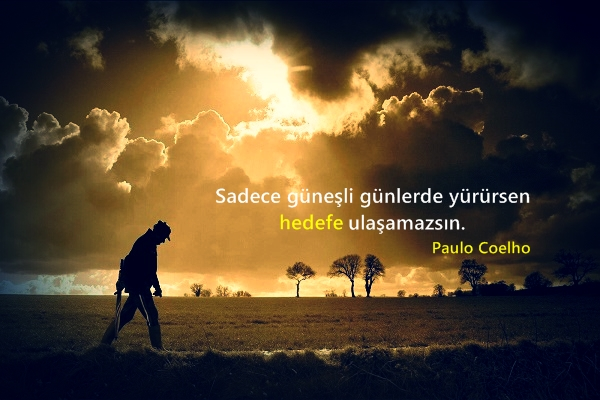 Sadece güneşli günlerde yürürsen
hedefe ulaşamazsın.
Paulo Coelho